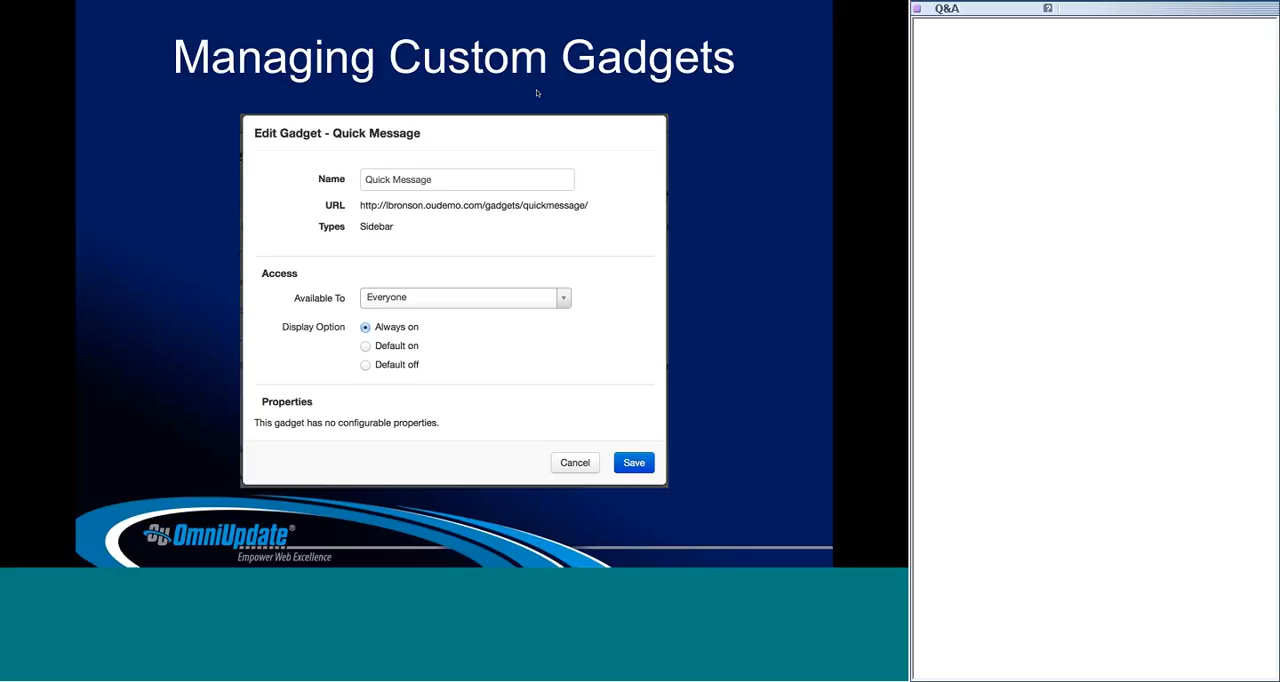 Managing Custom Gadgets
Edit Gadget - Quick Message
Name Quick Message
URL http://lbronson.oudemo.com/gadgets/quickmessage/
Types Sidebar
Access
Available To Everyone
Display Option Always on
Default on
Default off
Properties
This gadget has no configurable properties.
Cancel Save
OU OmniUpdate®
Empower Web Excellence
Q&A ?